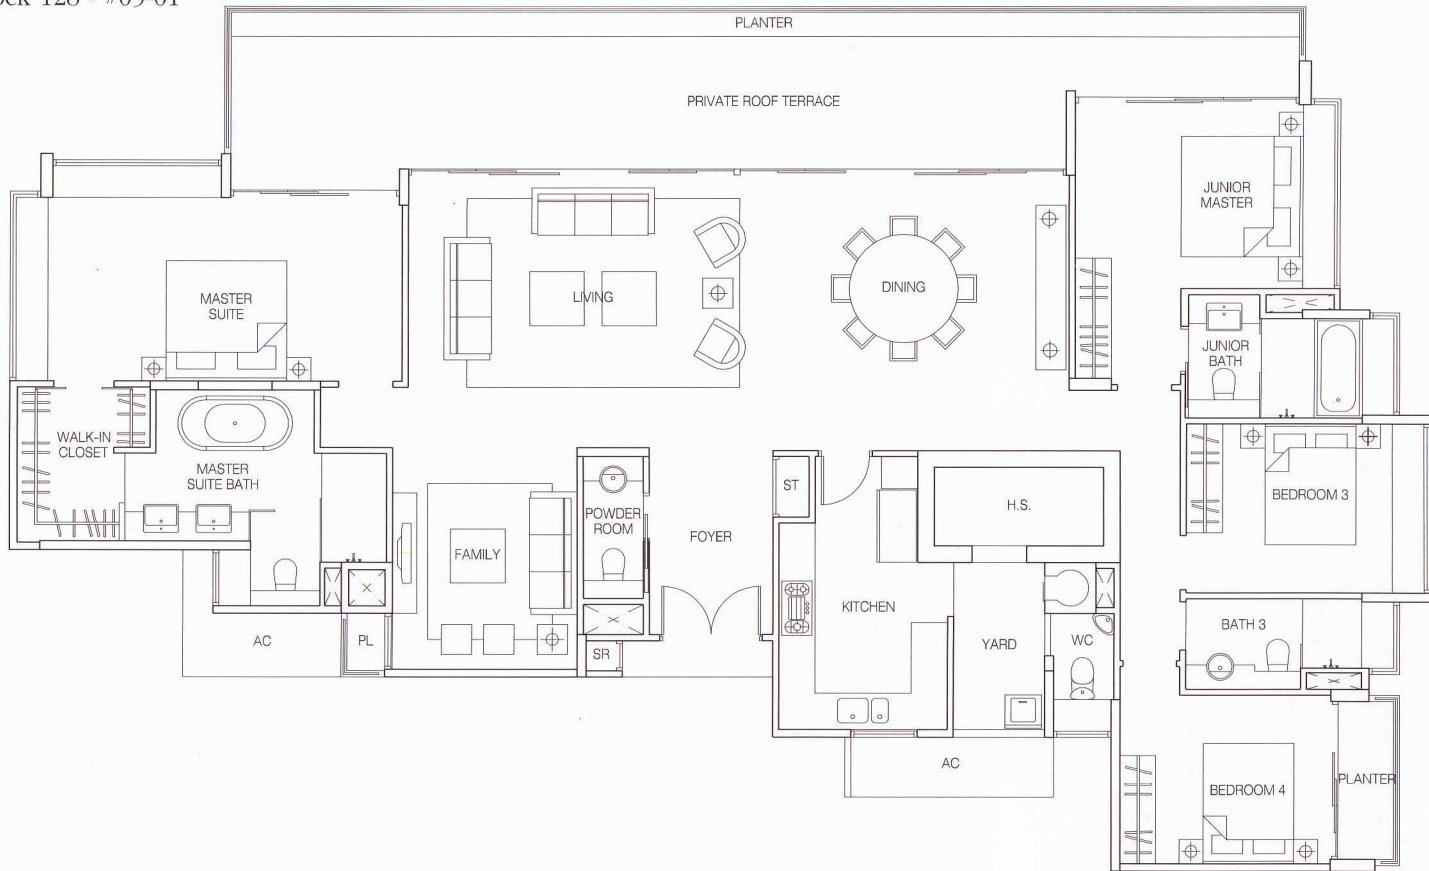 PLANTER
PRIVATE ROOF TERRACE
JUNIOR
MASTER
MASTER
SUITE
LIVING
DINING
JUNIOR
BATH
WALK-IN
CLOSET
MASTER
SUITE BATH
FAMILY
POWDER
ROOM
FOYER
ST
H.S.
BEDROOM 3
KITCHEN
YARD
WC
BATH 3
AC
PL
SR
AC
BEDROOM 4
PLANTER